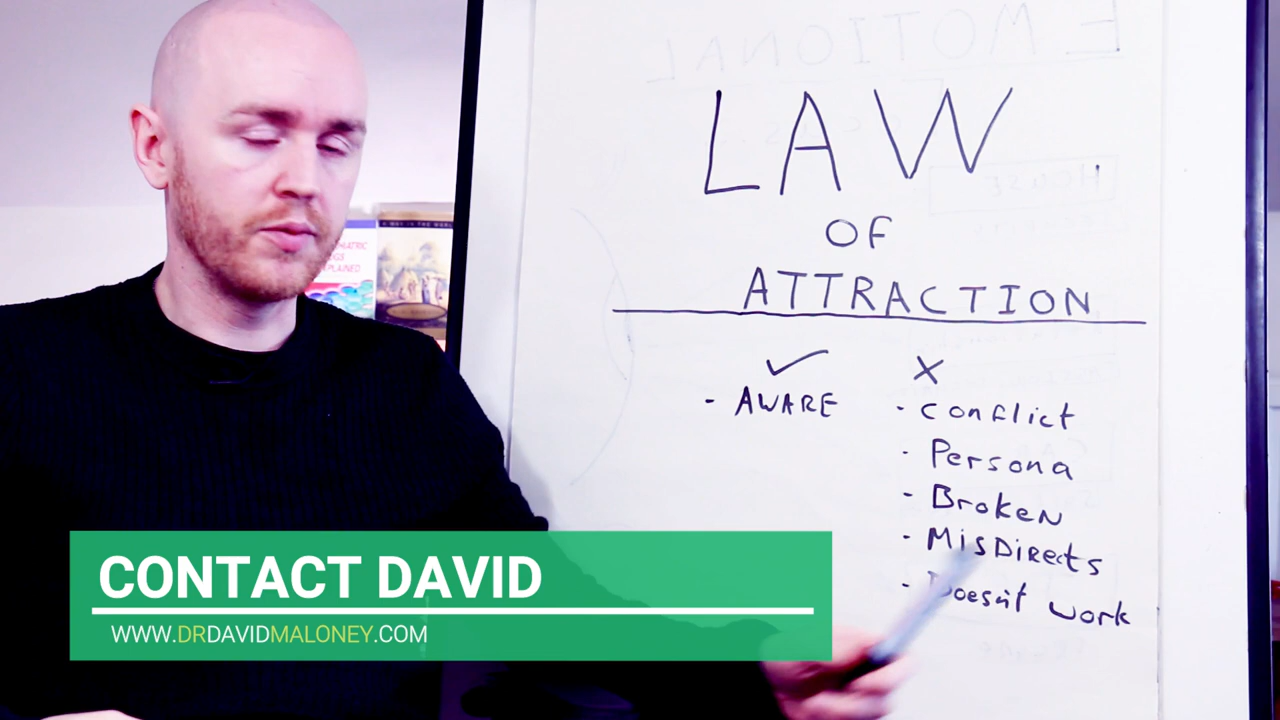 LAW
OF
ATTRACTION
✓ X
- AWARE
- Conflict
- Persona
- Broken
- MisDirects
- Doesn't work
CONTACT DAVID
WWW.DRDAVIDMALONEY.COM